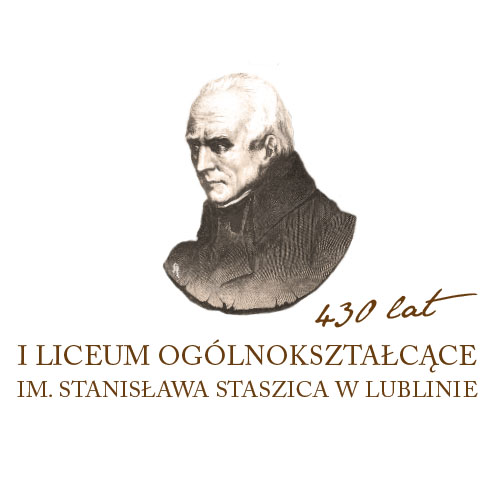 430 lat
I LICEUM OGÓLNOKSZTAŁCĄCE
IM. STANISŁAWA STASZICA W LUBLINIE